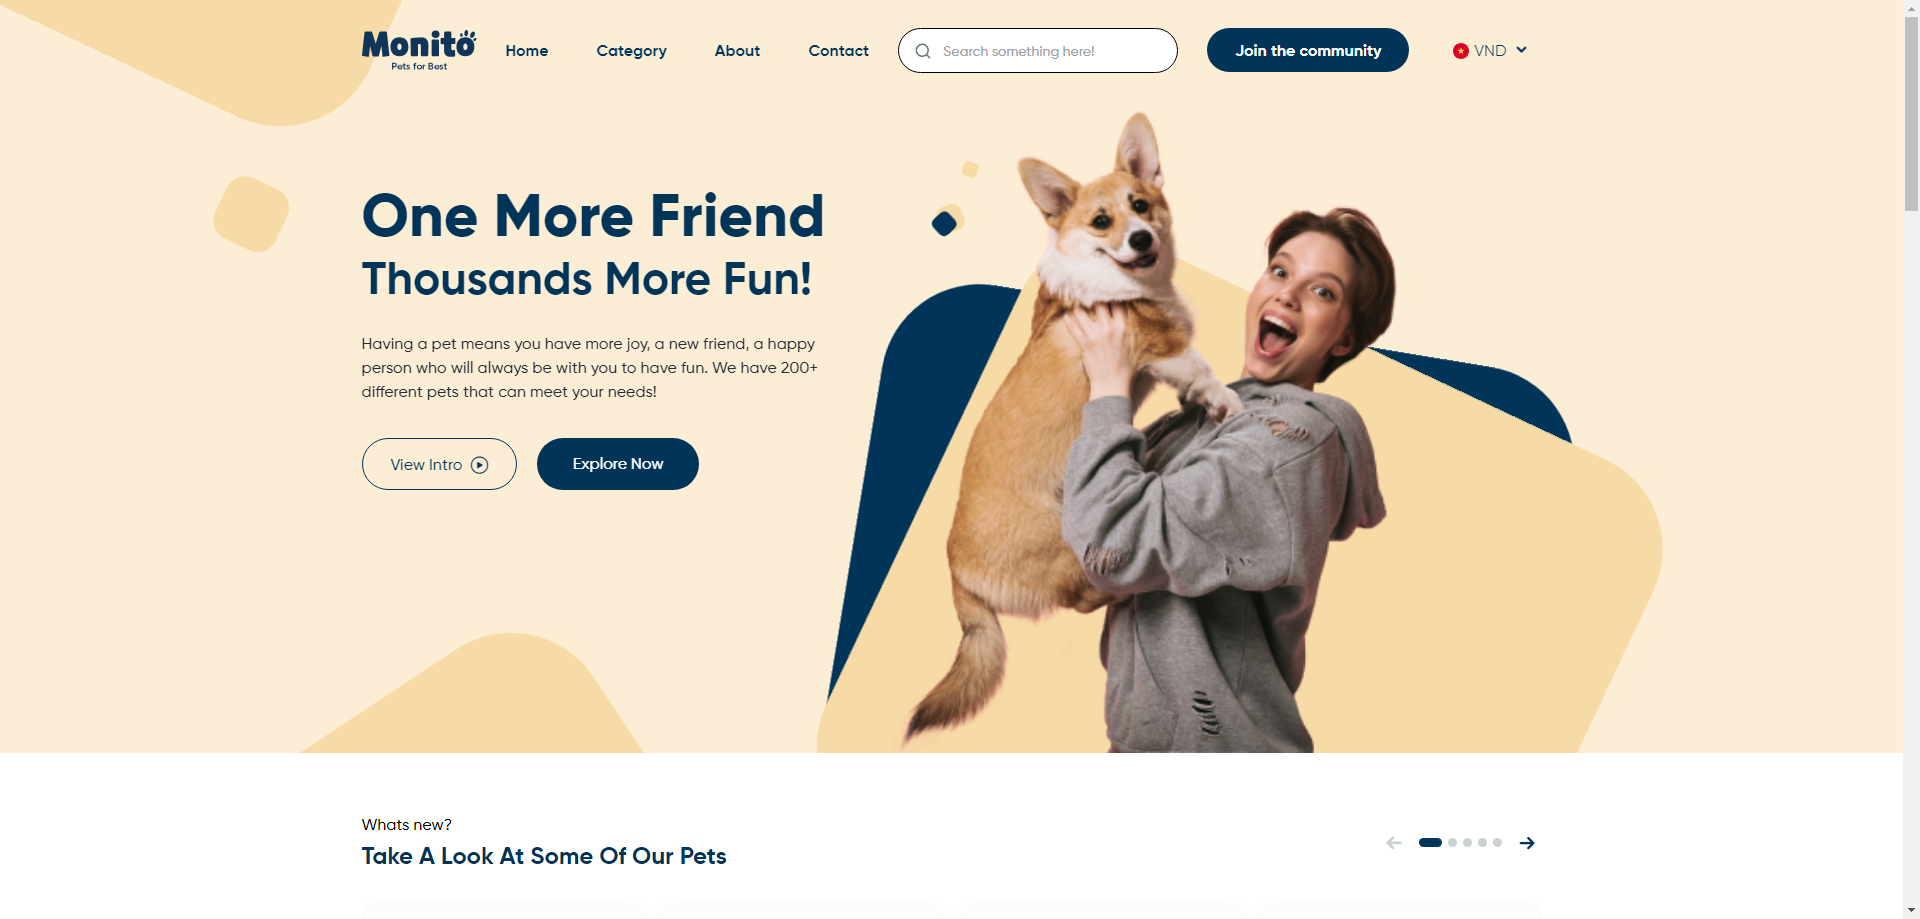 Monito
Pets for Best
Home
Category
About
Contact
Search something here!
Join the community
VND
One More Friend
Thousands More Fun!
Having a pet means you have more joy, a new friend, a happy
person who will always be with you to have fun. We have 200+
different pets that can meet your needs!
View Intro
Explore Now
Whats new?
Take A Look At Some Of Our Pets